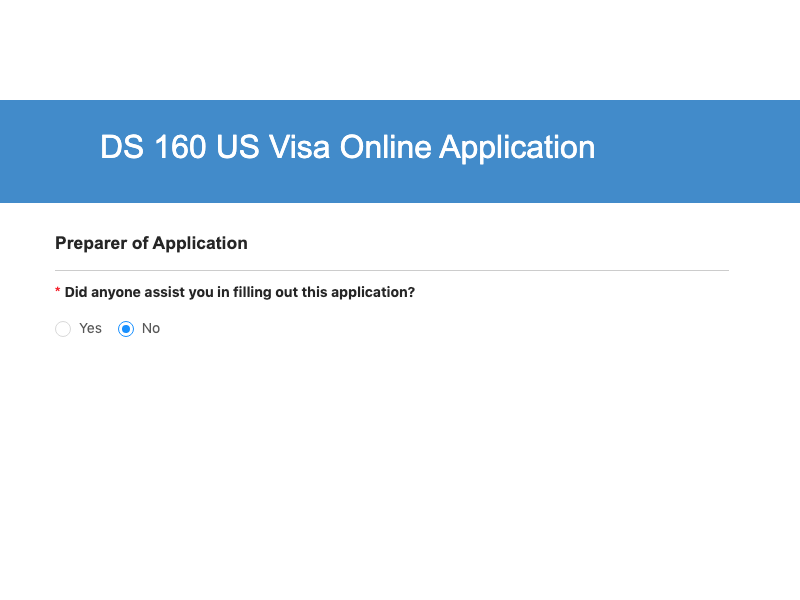 DS 160 US Visa Online Application
Preparer of Application
* Did anyone assist you in filling out this application?
Yes No